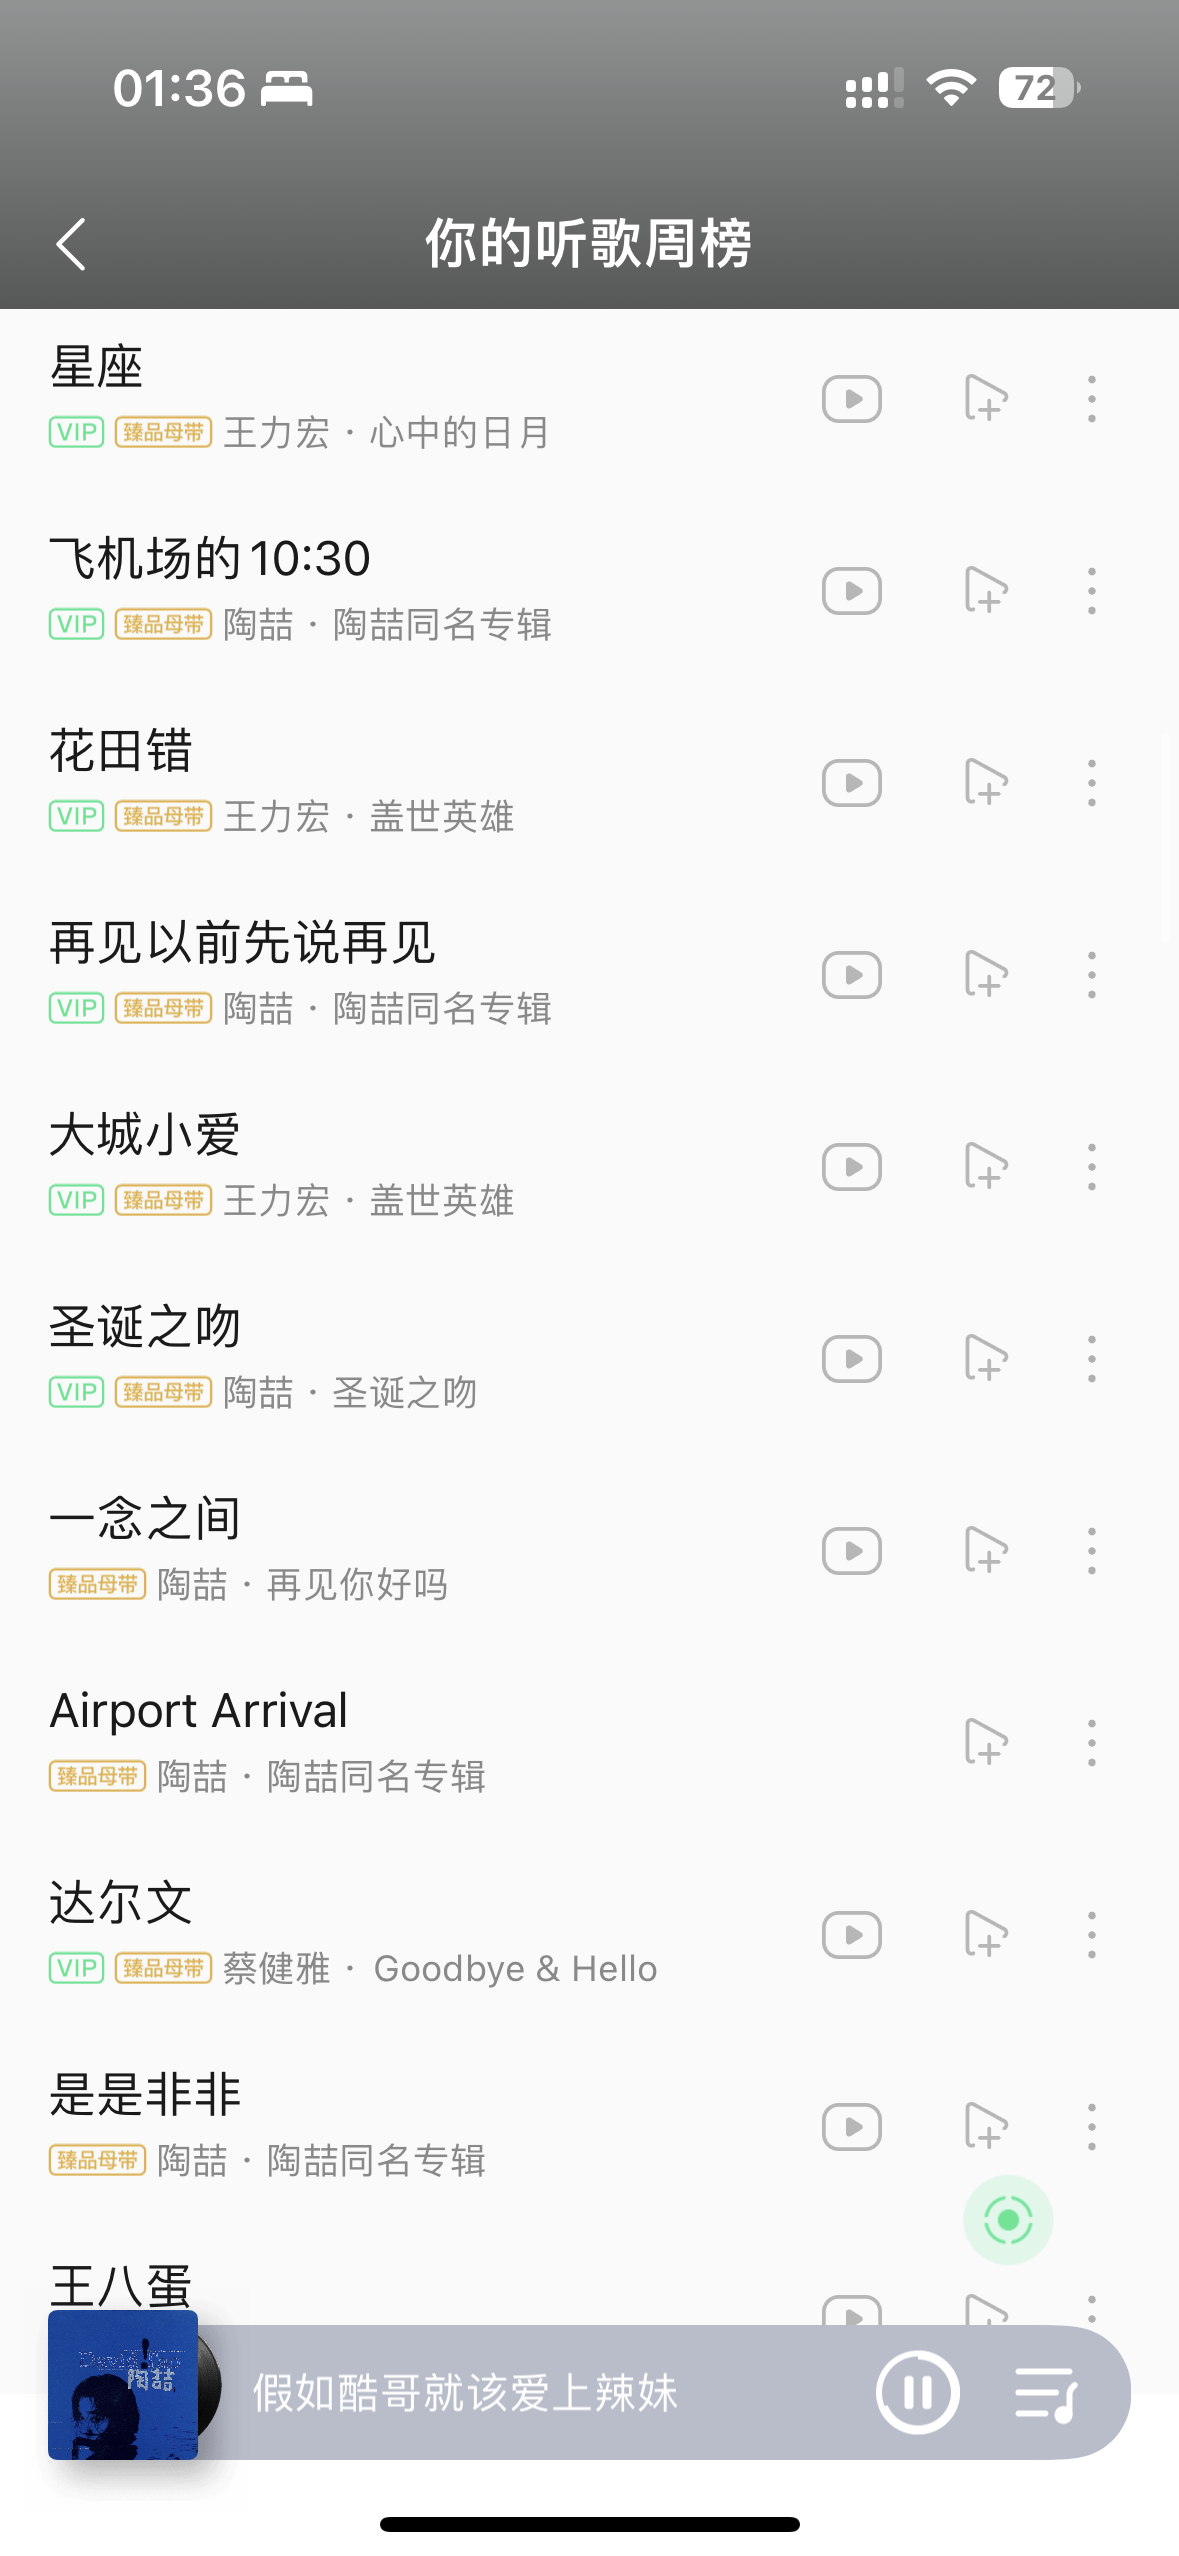 01:36
72
你的听歌周榜
星座
VIP 臻品母带 王力宏 · 心中的日月
飞机场的10:30
VIP 臻品母带 陶喆 · 陶喆同名专辑
花田错
VIP 臻品母带 王力宏 · 盖世英雄
再见以前先说再见
VIP 臻品母带 陶喆 · 陶喆同名专辑
大城小爱
VIP 臻品母带 王力宏 · 盖世英雄
圣诞之吻
VIP 臻品母带 陶喆 · 圣诞之吻
一念之间
臻品母带 陶喆 · 再见你好吗
Airport Arrival
臻品母带 陶喆 · 陶喆同名专辑
达尔文
VIP 臻品母带 蔡健雅 · Goodbye & Hello
是是非非
臻品母带 陶喆 · 陶喆同名专辑
王八蛋
陶喆
假如酷哥就该爱上辣妹